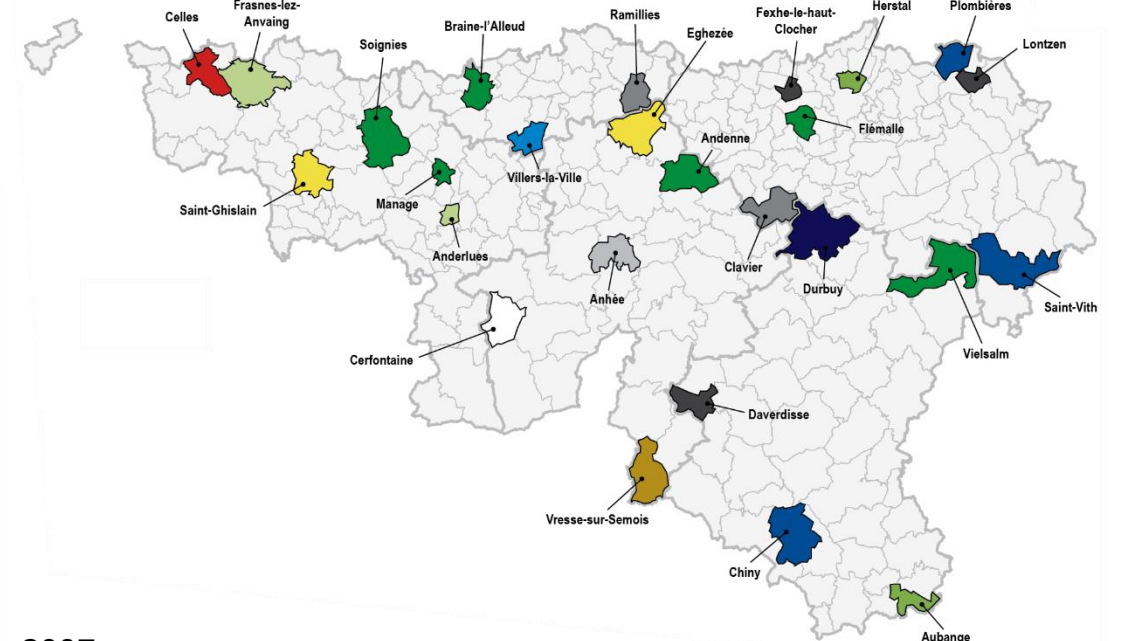 Celles
Frasnes-lez-
Anvaing
Soignies
Braine-l'Alleud
Ramillies
Eghezée
Fexhe-le-haut-
Clocher
Herstal
Plombières
Lontzen
Flémalle
Andenne
Villers-la-Ville
Manage
Saint-Ghislain
Anderlues
Clavier
Durbuy
Anhée
Saint-Vith
Vielsalm
Cerfontaine
Daverdisse
Vresse-sur-Semois
Chiny
Aubange